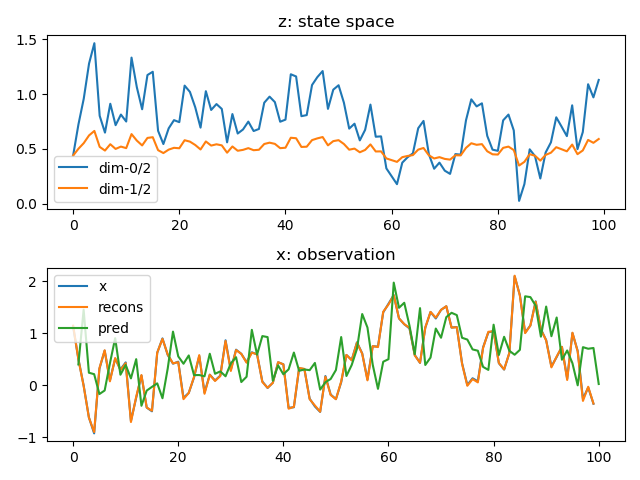 z: state space
1.5
1.0
0.5
0.0
dim-0/2
dim-1/2
0 20 40 60 80 100
x: observation
2
1
0
−1
x
recons
pred
0 20 40 60 80 100